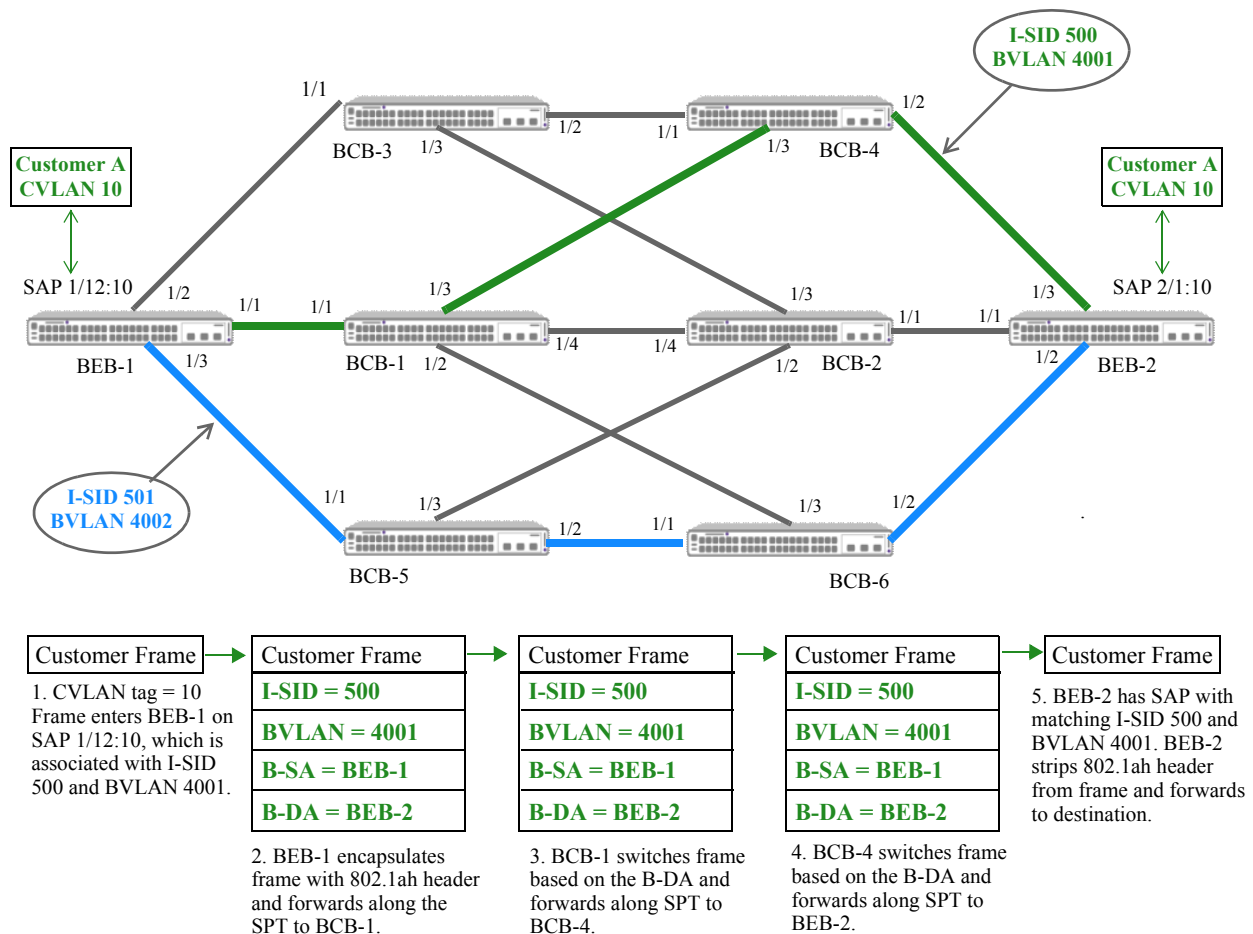 I-SID 500
BVLAN 4001
1/1
1/2
1/2
1/1
1/3
BCB-3
1/3
BCB-4
Customer A
CVLAN 10
Customer A
CVLAN 10
SAP 1/12:10
SAP 2/1:10
1/2
1/3
1/3
1/3
1/1
1/1
1/1
1/1
BEB-1
1/3
BCB-1
1/2
1/4
1/4
1/2
BCB-2
1/2
BEB-2
I-SID 501
BVLAN 4002
1/1
1/3
1/3
1/2
1/2
1/1
BCB-5
BCB-6
Customer Frame
Customer Frame
Customer Frame
Customer Frame
Customer Frame
1. CVLAN tag = 10
Frame enters BEB-1 on
SAP 1/12:10, which is
associated with I-SID
500 and BVLAN 4001.
I-SID = 500
BVLAN = 4001
B-SA = BEB-1
B-DA = BEB-2
2. BEB-1 encapsulates
frame with 802.1ah header
and forwards along the
SPT to BCB-1.
I-SID = 500
BVLAN = 4001
B-SA = BEB-1
B-DA = BEB-2
3. BCB-1 switches frame
based on the B-DA and
forwards along SPT to
BCB-4.
I-SID = 500
BVLAN = 4001
B-SA = BEB-1
B-DA = BEB-2
4. BCB-4 switches frame
based on the B-DA and
forwards along SPT to
BEB-2.
5. BEB-2 has SAP with
matching I-SID 500 and
BVLAN 4001. BEB-2
strips 802.1ah header
from frame and forwards
to destination.